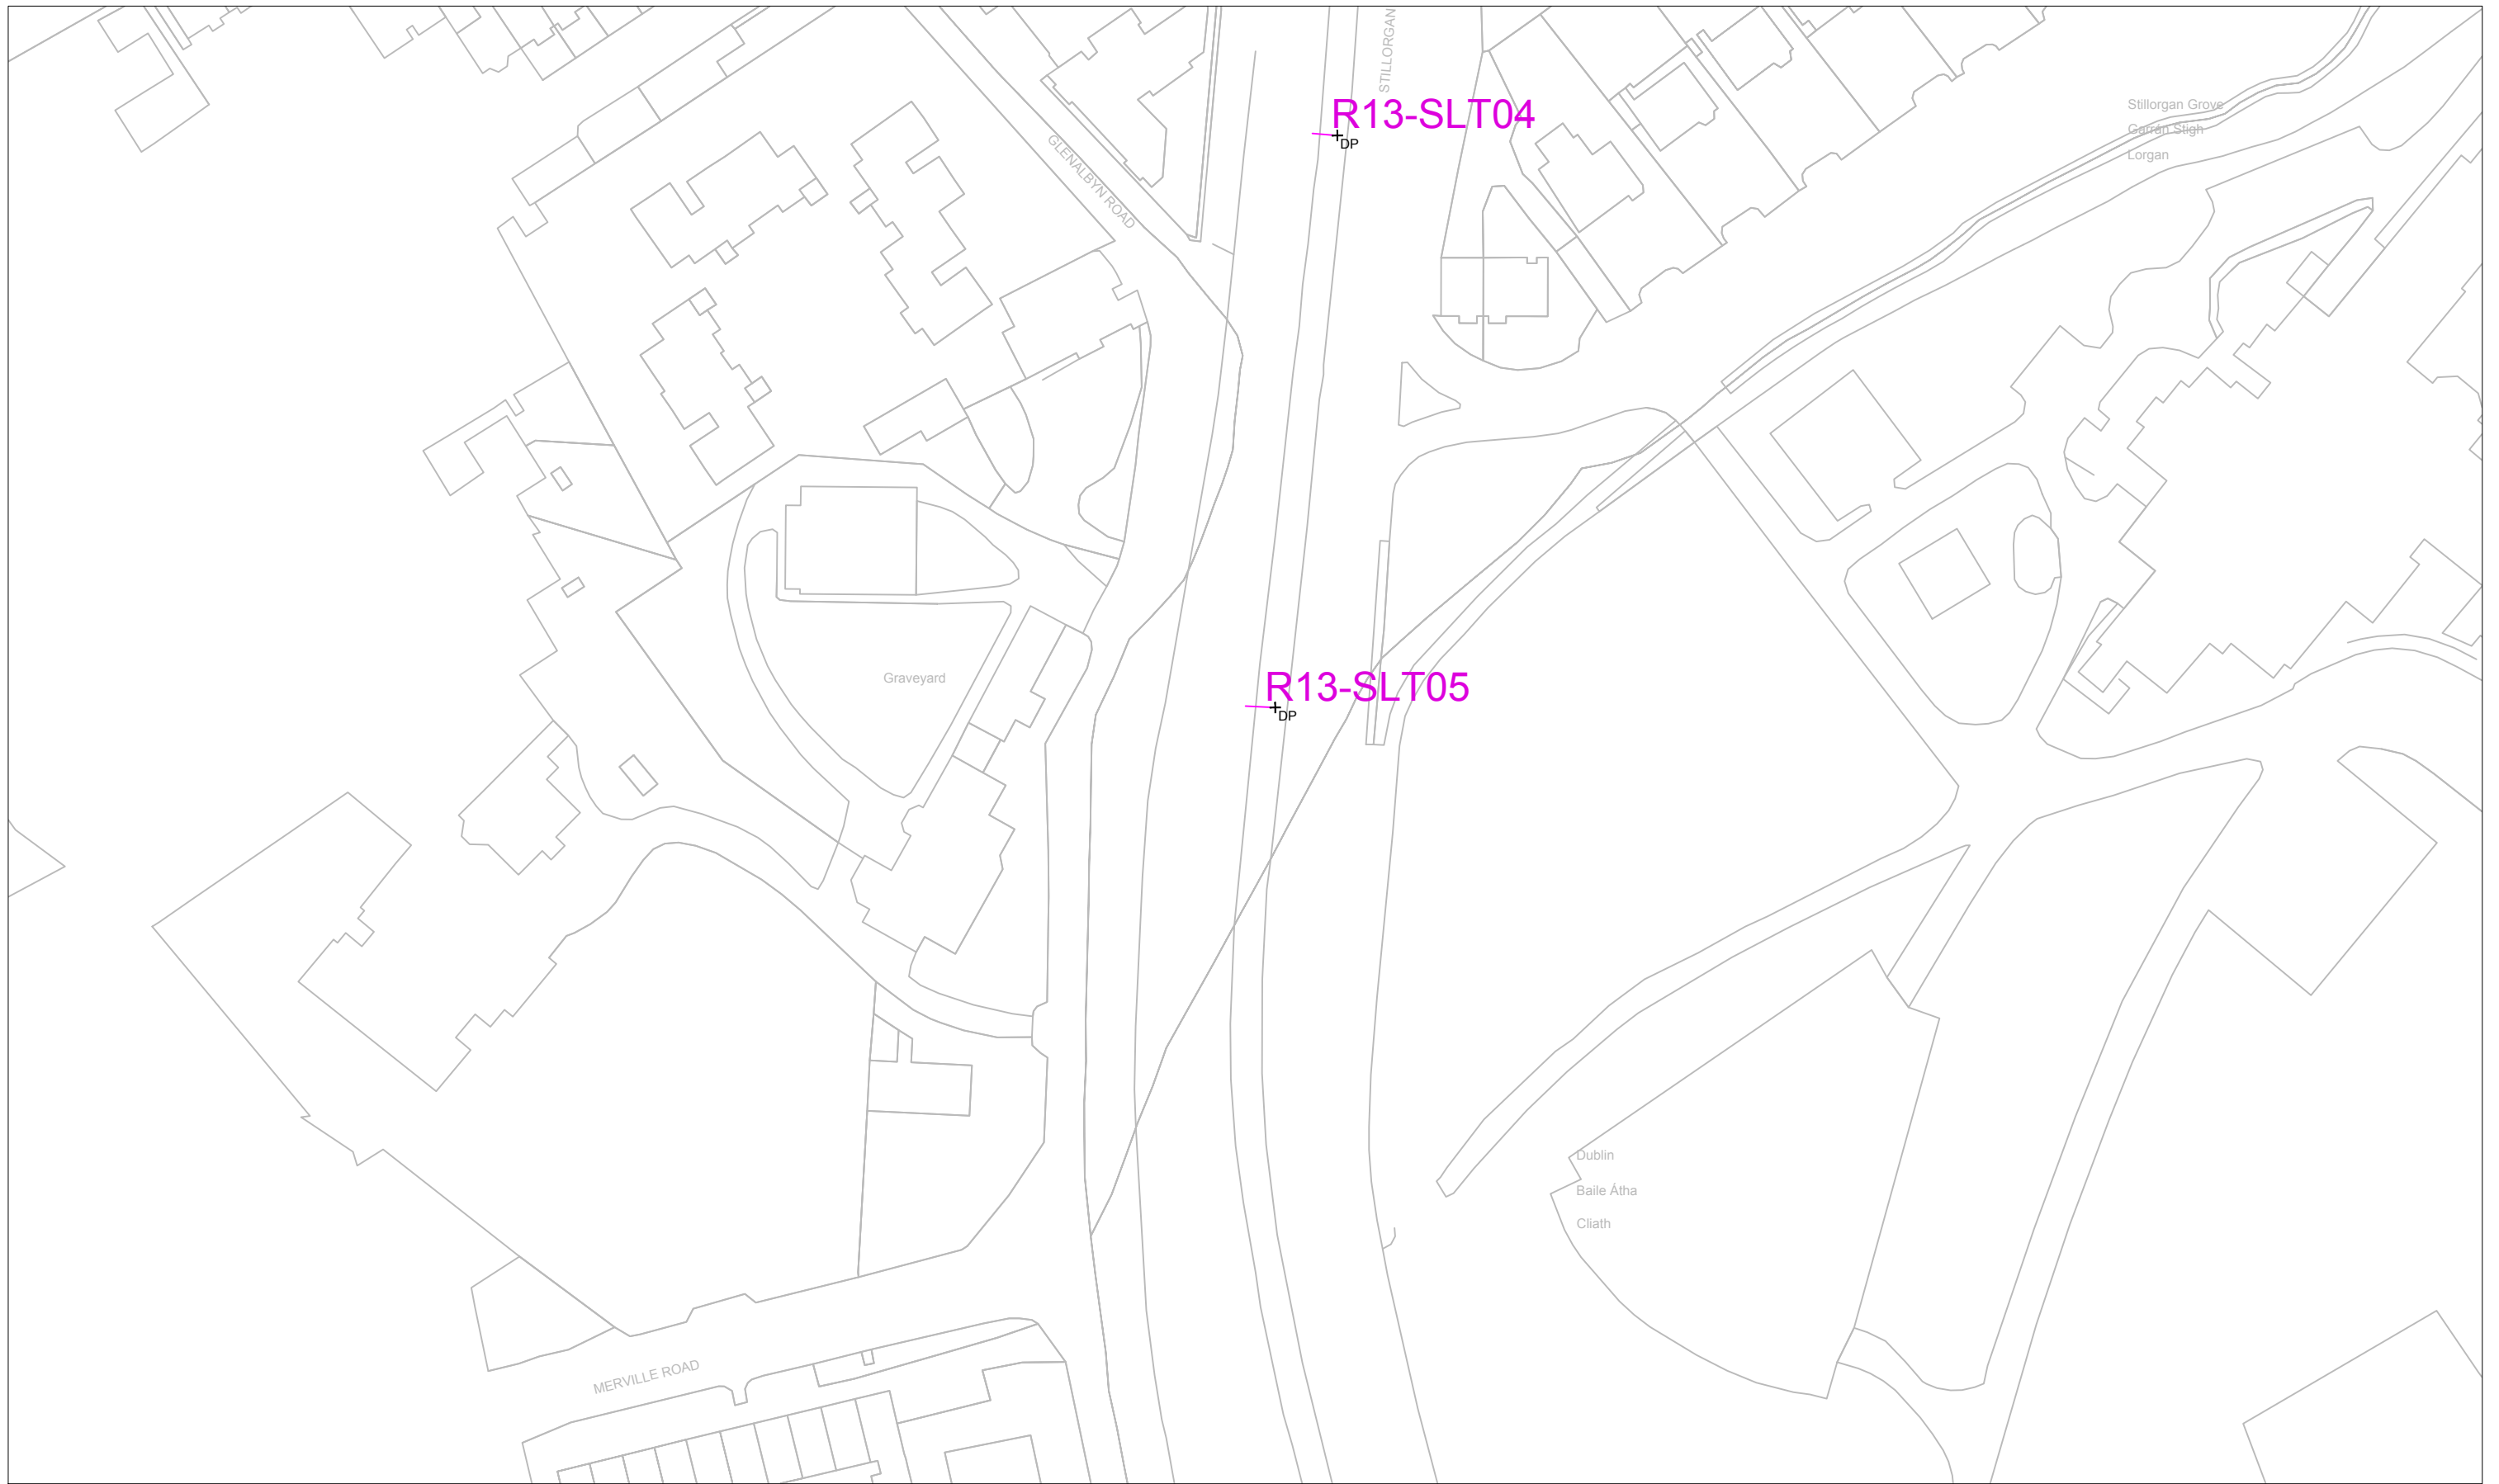 STILLORGAN
R13-SLT04
DP
Stillorgan Grove
Garrán Stigh
Lorgan
GLENALBYN ROAD
Graveyard
R13-SLT05
DP
Dublin
Baile Átha
Cliath
MERVILLE ROAD